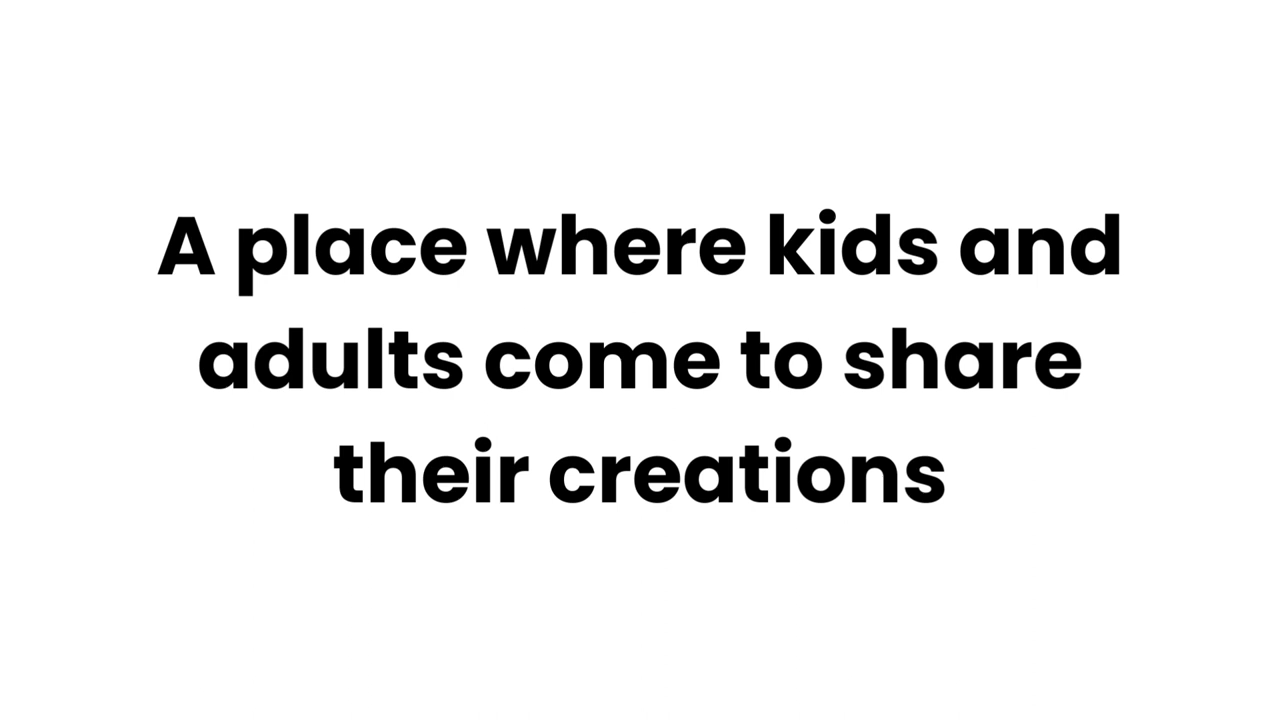 A place where kids and
adults come to share
their creations